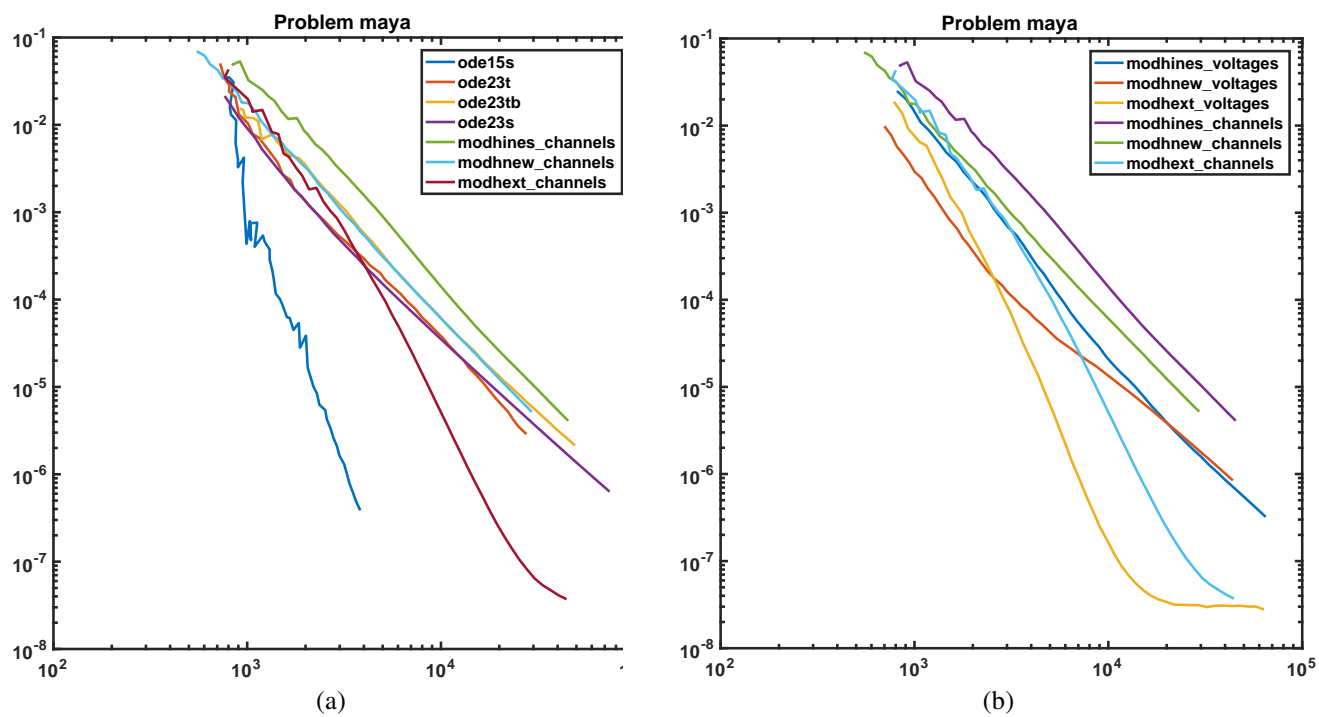 Problem maya
10^-1
10^-2
10^-3
10^-4
10^-5
10^-6
10^-7
10^-8
10^2
10^3
10^4
1
ode15s
ode23t
ode23tb
ode23s
modhines_channels
modhnew_channels
modhext_channels
(a)
Problem maya
10^-1
10^-2
10^-3
10^-4
10^-5
10^-6
10^-7
10^-8
10^2
10^3
10^4
10^5
modhines_voltages
modhnew_voltages
modhext_voltages
modhines_channels
modhnew_channels
modhext_channels
(b)